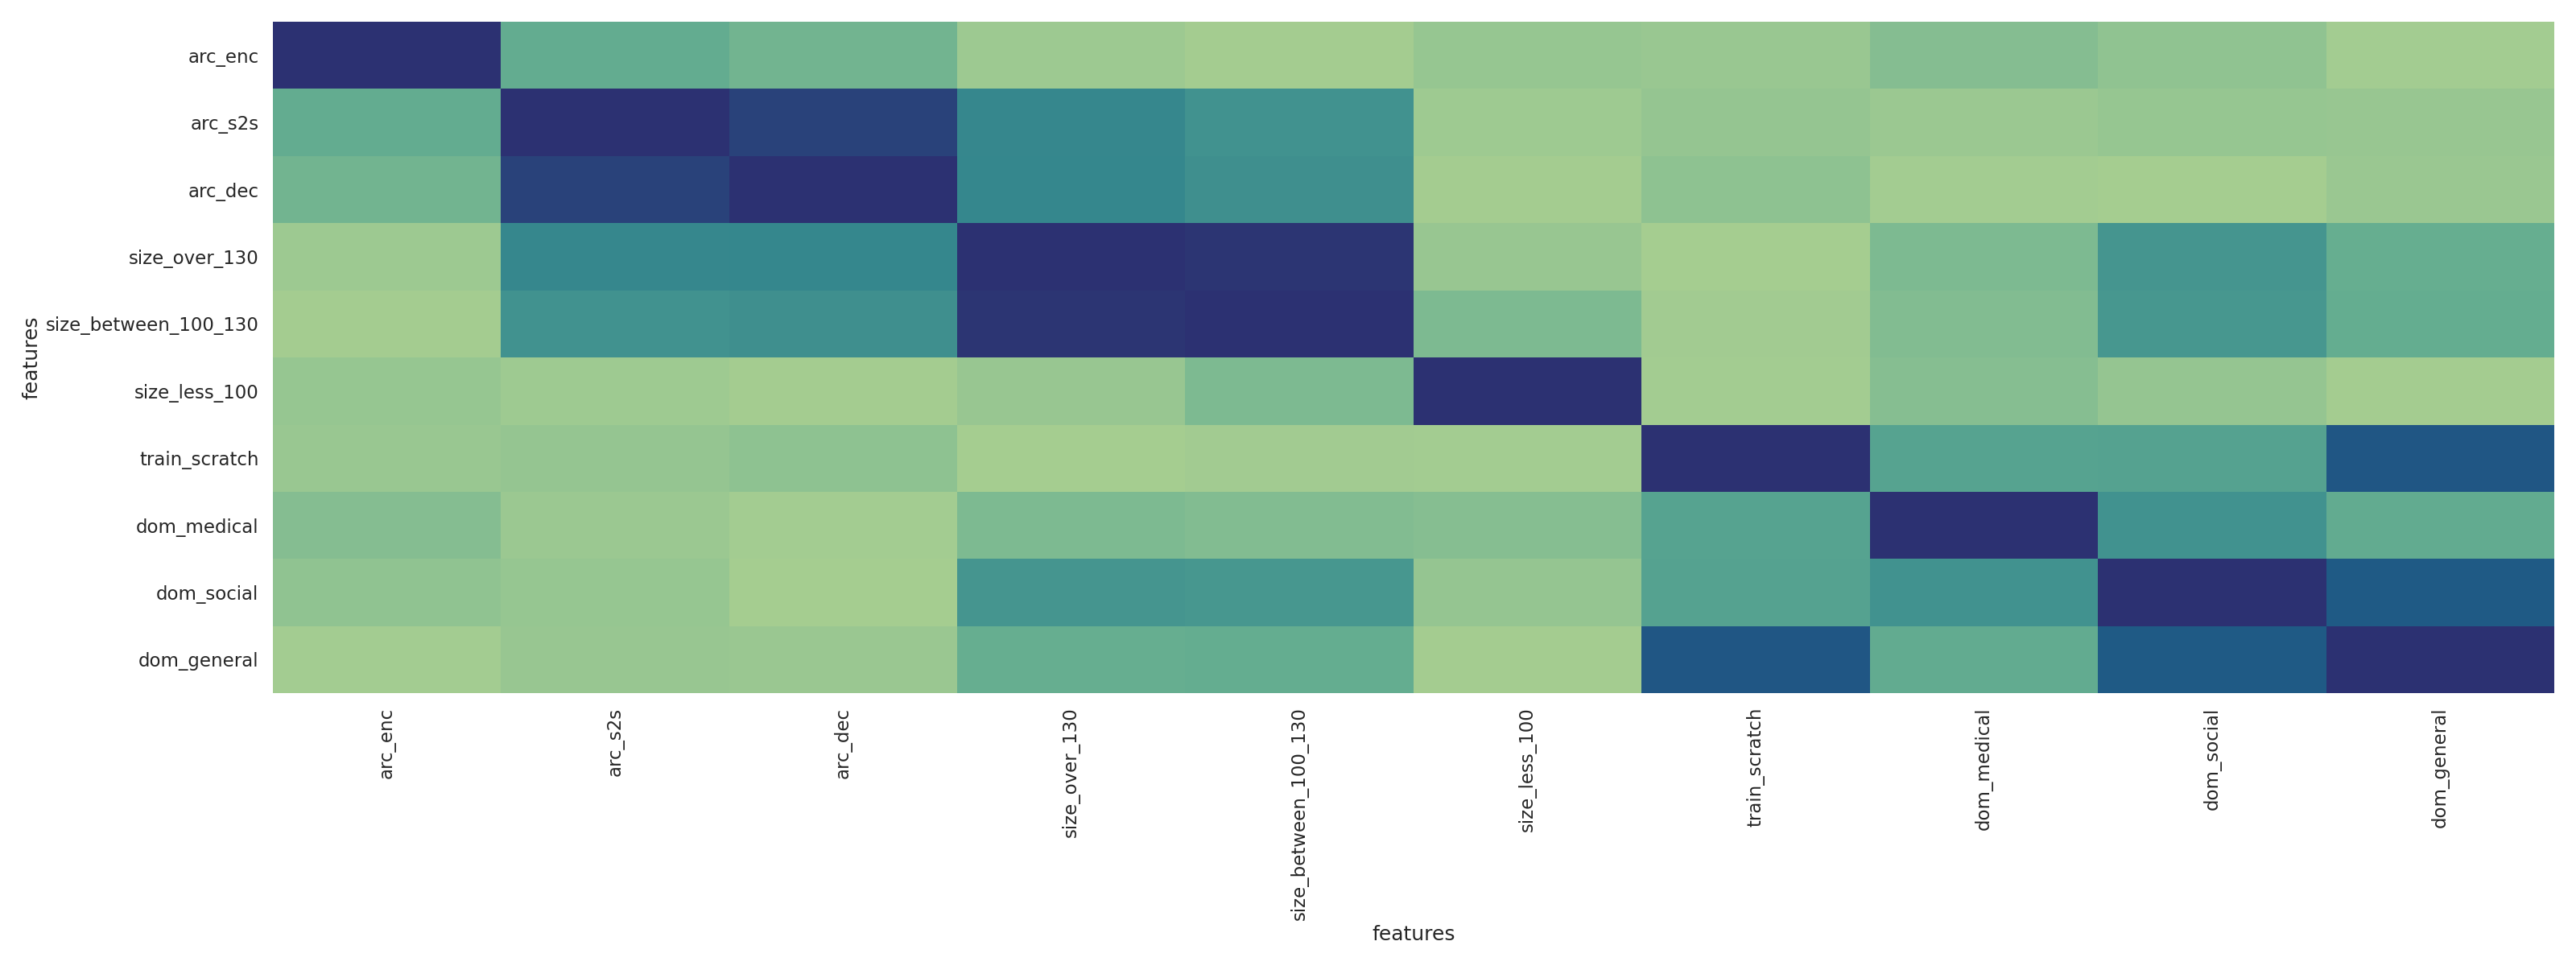 arc_enc
arc_s2s
arc_dec
size_over_130
size_between_100_130
size_less_100
train_scratch
dom_medical
dom_social
dom_general
features
arc_enc
arc_s2s
arc_dec
size_over_130
size_between_100_130
size_less_100
train_scratch
dom_medical
dom_social
dom_general
features